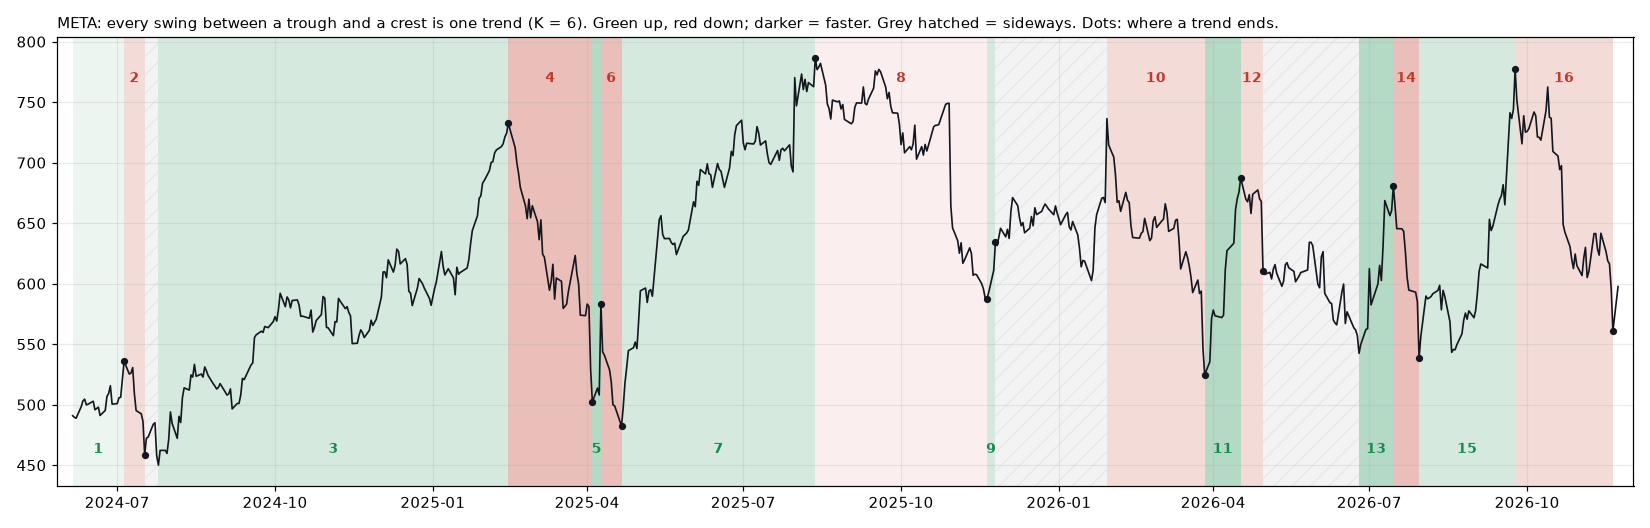 META: every swing between a trough and a crest is one trend (K = 6). Green up, red down; darker = faster. Grey hatched = sideways. Dots: where a trend ends.
800
750
700
650
600
550
500
450
2 4 6 8 10 12 14 16
1 3 5 7 9 11 13 15
2024-07 2024-10 2025-01 2025-04 2025-07 2025-10 2026-01 2026-04 2026-07 2026-10